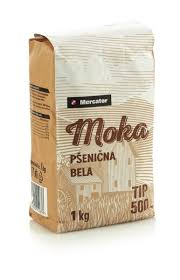 Mercator
Moka
PŠENIČNA
BELA
TIP
500
1 kg